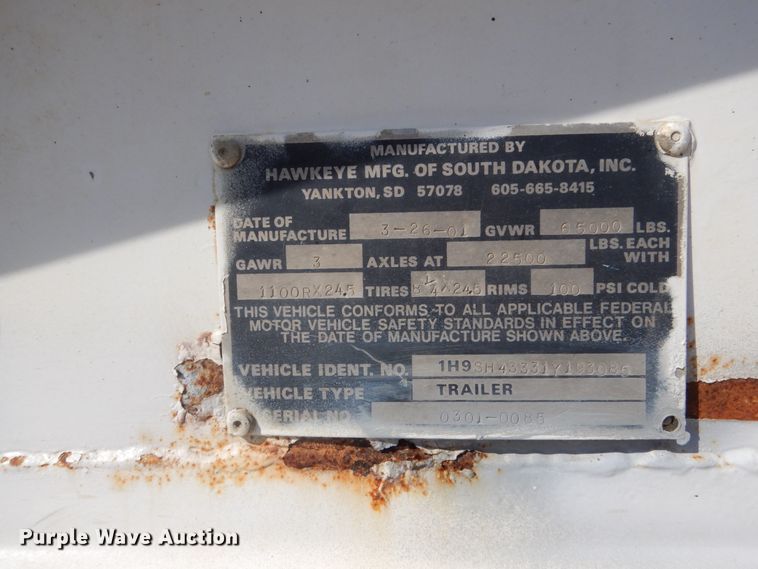 MANUFACTURED BY
HAWKEYE MFG. OF SOUTH DAKOTA, INC.
YANKTON, SD 57078 605-665-8415
DATE OF MANUFACTURE 3-26-01 GVWR 65000 LBS.
GAWR 3 AXLES AT 22500 LBS. EACH WITH
1100RX24.5 TIRES X245 RIMS 100 PSI COLD
THIS VEHICLE CONFORMS TO ALL APPLICABLE FEDERAL
MOTOR VEHICLE SAFETY STANDARDS IN EFFECT ON
THE DATE OF MANUFACTURE SHOWN ABOVE.
VEHICLE IDENT. NO. 1H9SH43331Y193085
VEHICLE TYPE TRAILER
SERIAL NO 0301-0085
Purple Wave Auction